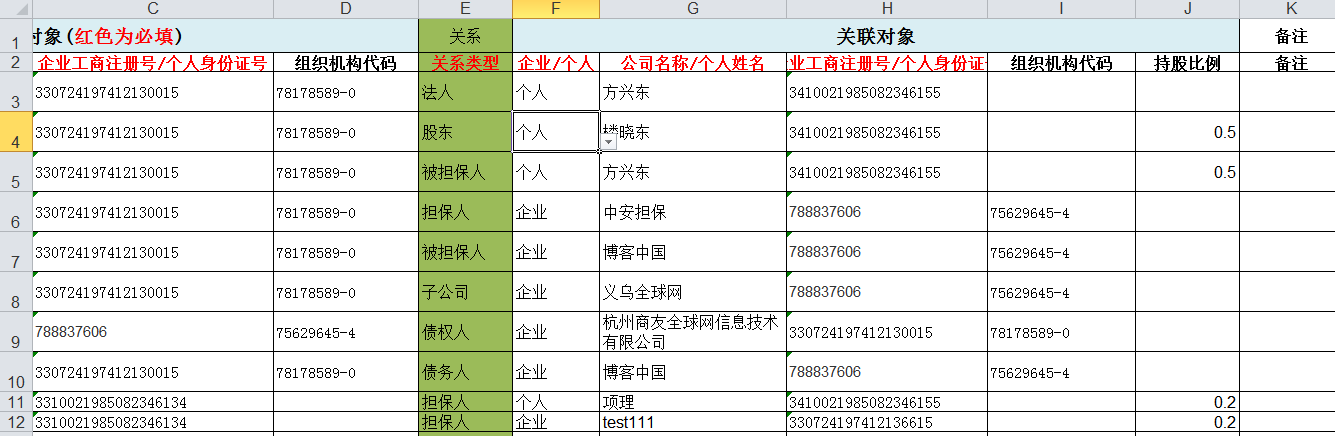 C D E F G H I J K
1 对象(红色为必填) 关系 关联对象 备注
2 企业工商注册号/个人身份证号 组织机构代码 关系类型 企业/个人 公司名称/个人姓名 业工商注册号/个人身份证 组织机构代码 持股比例 备注
3 330724197412130015 78178589-0 法人 个人 方兴东 3410021985082346155
4 330724197412130015 78178589-0 股东 个人 楼晓东 3410021985082346155 0.5
5 330724197412130015 78178589-0 被担保人 个人 方兴东 3410021985082346155 0.5
6 330724197412130015 78178589-0 担保人 企业 中安担保 788837606 75629645-4
7 330724197412130015 78178589-0 被担保人 企业 博客中国 788837606 75629645-4
8 330724197412130015 78178589-0 子公司 企业 义乌全球网 788837606 75629645-4
9 788837606 75629645-4 债权人 企业 杭州商友全球网信息技术
有限公司 330724197412130015 78178589-0
10 330724197412130015 78178589-0 债务人 企业 博客中国 788837606 75629645-4
11 3310021985082346134 担保人 个人 项理 3410021985082346155 0.2
12 3310021985082346134 担保人 企业 test111 33072419741213​6615 0.2